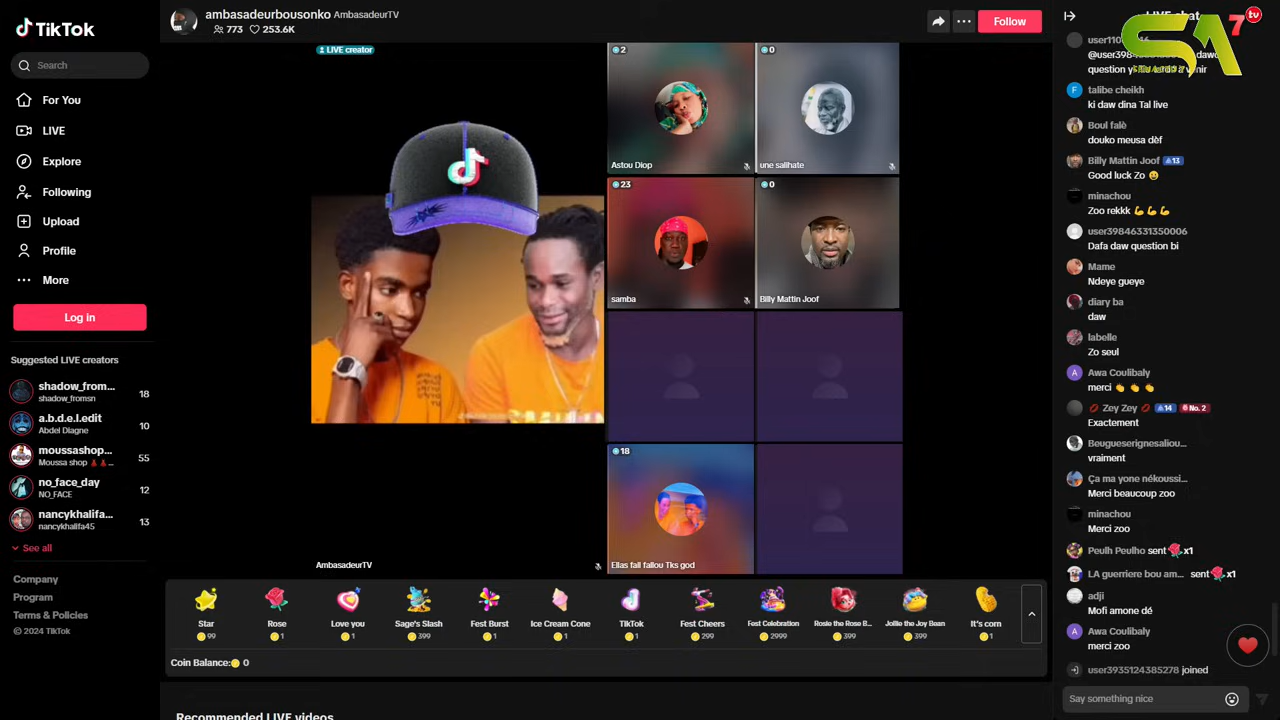 TikTok
Search
For You
LIVE
Explore
Following
Upload
Profile
More
Log in
Suggested LIVE creators
shadow_from...
shadow_fromsn
18
a.b.d.e.l.edit
Abdel Diagne
10
moussashop...
Moussa shop
55
no_face_day
NO_FACE
12
nancykhalifa...
nancykhalifa45
13
See all
Company
Program
Terms & Policies
© 2024 TikTok
ambasadeurbousonko AmbasadeurTV
773 253.6K
Follow
LIVE creator
AmbasadeurTV
2
Astou Diop
0
une salihate
23
samba
0
Billy Mattin Joof
18
Ellas fall fallou Tks god
Star
99
Rose
1
Love you
1
Sage's Slash
399
Fest Burst
1
Ice Cream Cone
1
TikTok
1
Fest Cheers
299
Fest Celebration
2999
Rosie the Rose B...
399
Jollie the Joy Bean
399
It's corn
1
Coin Balance: 0
Recommended LIVE videos
LIVE chat
SA7
tv
talibe cheikh
ki daw dina Tal live
Boul falè
douko meusa dèf
Billy Mattin Joof 13
Good luck Zo 😀
minachou
Zoo rekkk 💪 💪 💪
user39846331350006
Dafa daw question bi
Mame
Ndeye gueye
diary ba
daw
labelle
Zo seul
Awa Coulibaly
merci 👏 👏 👏
💋 Zey Zey 💋 14 No. 2
Exactement
Beugueserignesaliou...
vraiment
Ça ma yone nékoussi...
Merci beaucoup zoo
minachou
Merci zoo
Peulh Peulho sent x1
LA guerriere bou am... sent x1
adji
Mofi amone dé
Awa Coulibaly
merci zoo
user3935124385278 joined
Say something nice